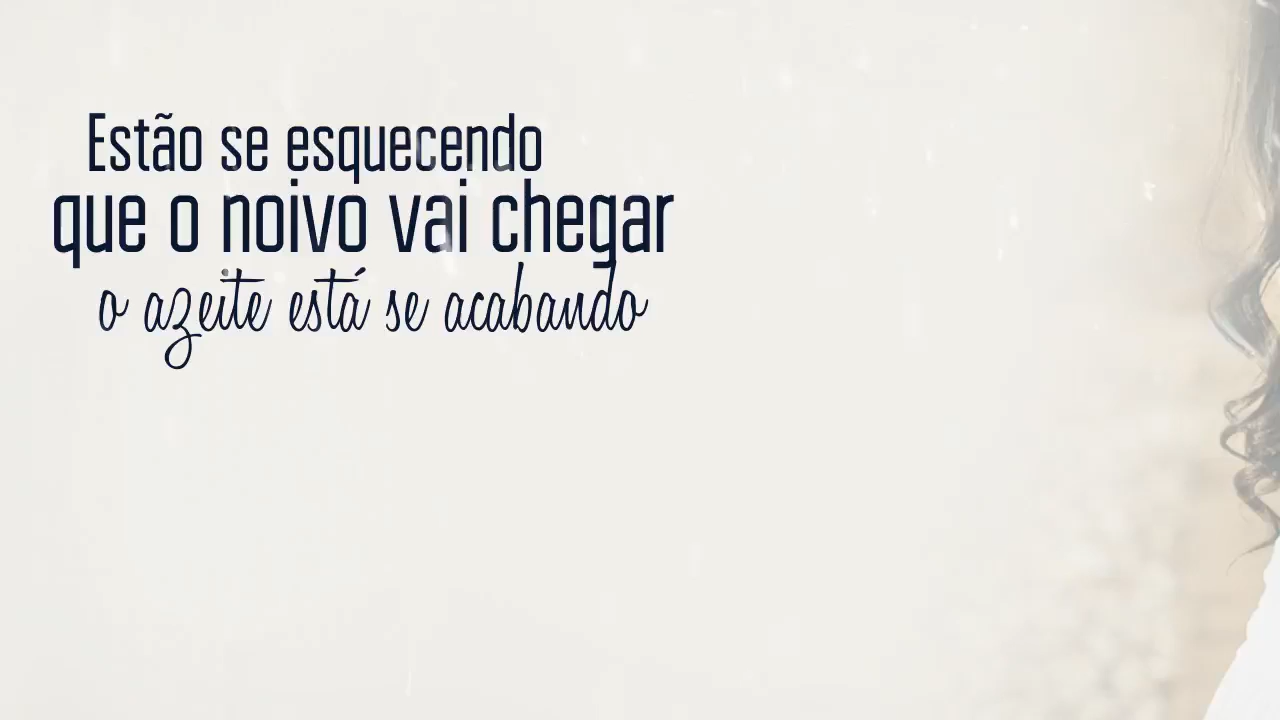 Estão se esquecendo
que o noivo vai chegar
o azeite está se acabando